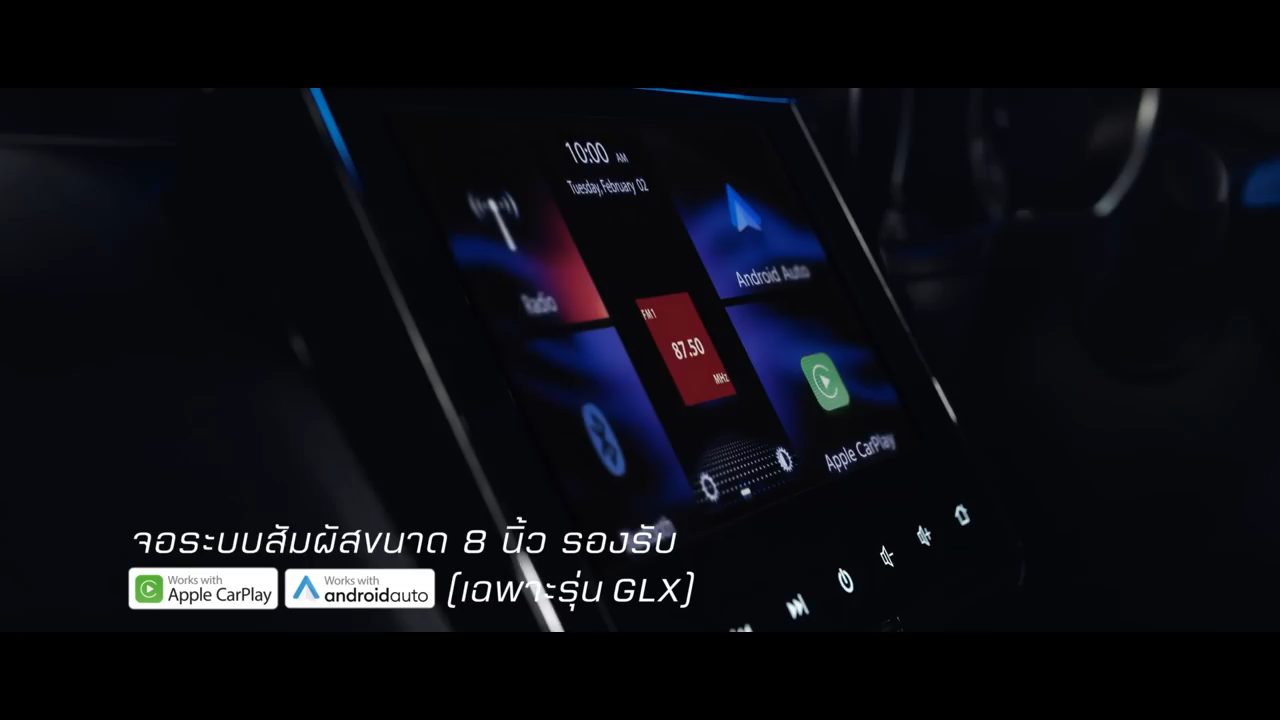 10:00 AM
Tuesday, February 02
Radio
Android Auto
FM1
87.50
MHz
Apple CarPlay
จอระบบสัมผัสขนาด 8 นิ้ว รองรับ
Works with Apple CarPlay Works with androidauto (เฉพาะรุ่น GLX)